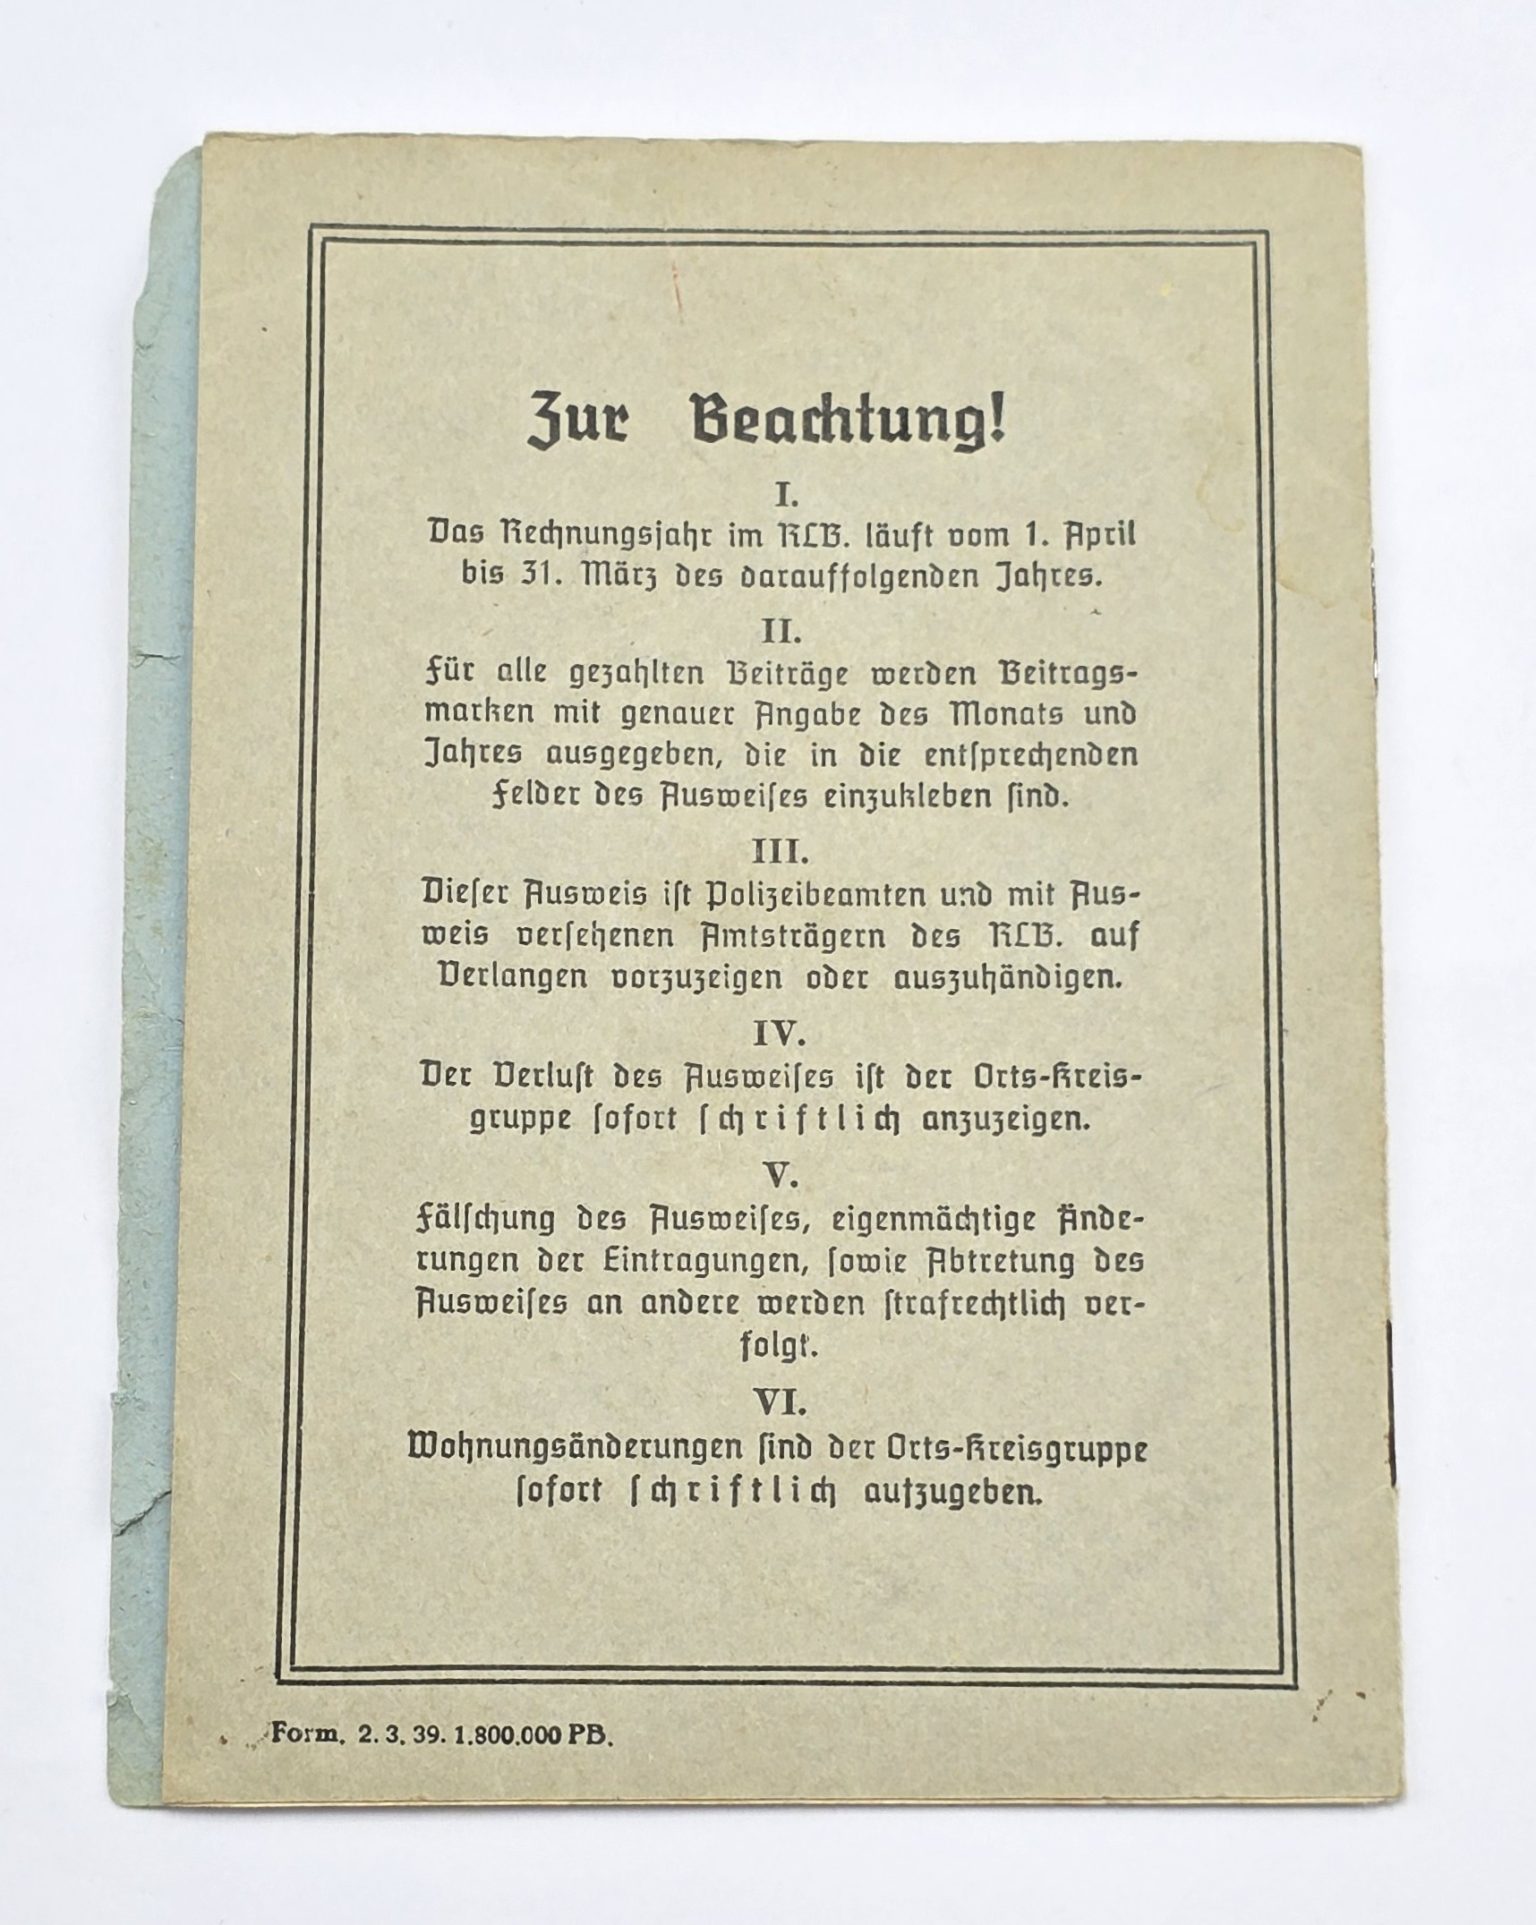 Zur Beachtung!
I.
Das Rechnungsjahr im RLB. läuft vom 1. April
bis 31. März des darauffolgenden Jahres.
II.
Für alle gezahlten Beiträge werden Beitrags-
marken mit genauer Angabe des Monats und
Jahres ausgegeben, die in die entſprechenden
Felder des Ausweiſes einzukleben ſind.
III.
Dieſer Ausweis iſt Polizeibeamten und mit Aus-
weis verſehenen Amtsträgern des RLB. auf
Verlangen vorzuzeigen oder auszuhändigen.
IV.
Der Verluſt des Ausweiſes iſt der Orts-Kreis-
gruppe ſofort ſchriftlich anzuzeigen.
V.
Fälſchung des Ausweiſes, eigenmächtige Ände-
rungen der Eintragungen, ſowie Abtretung des
Ausweiſes an andere werden ſtrafrechtlich ver-
folgt.
VI.
Wohnungsänderungen ſind der Orts-Kreisgruppe
ſofort ſchriftlich aufzugeben.
Form. 2. 3. 39. 1.800.000 PB.